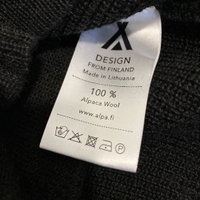 DESIGN
FROM FINLAND
Made in Lithuania
100 %
Alpaca Wool
www.alpa.fi